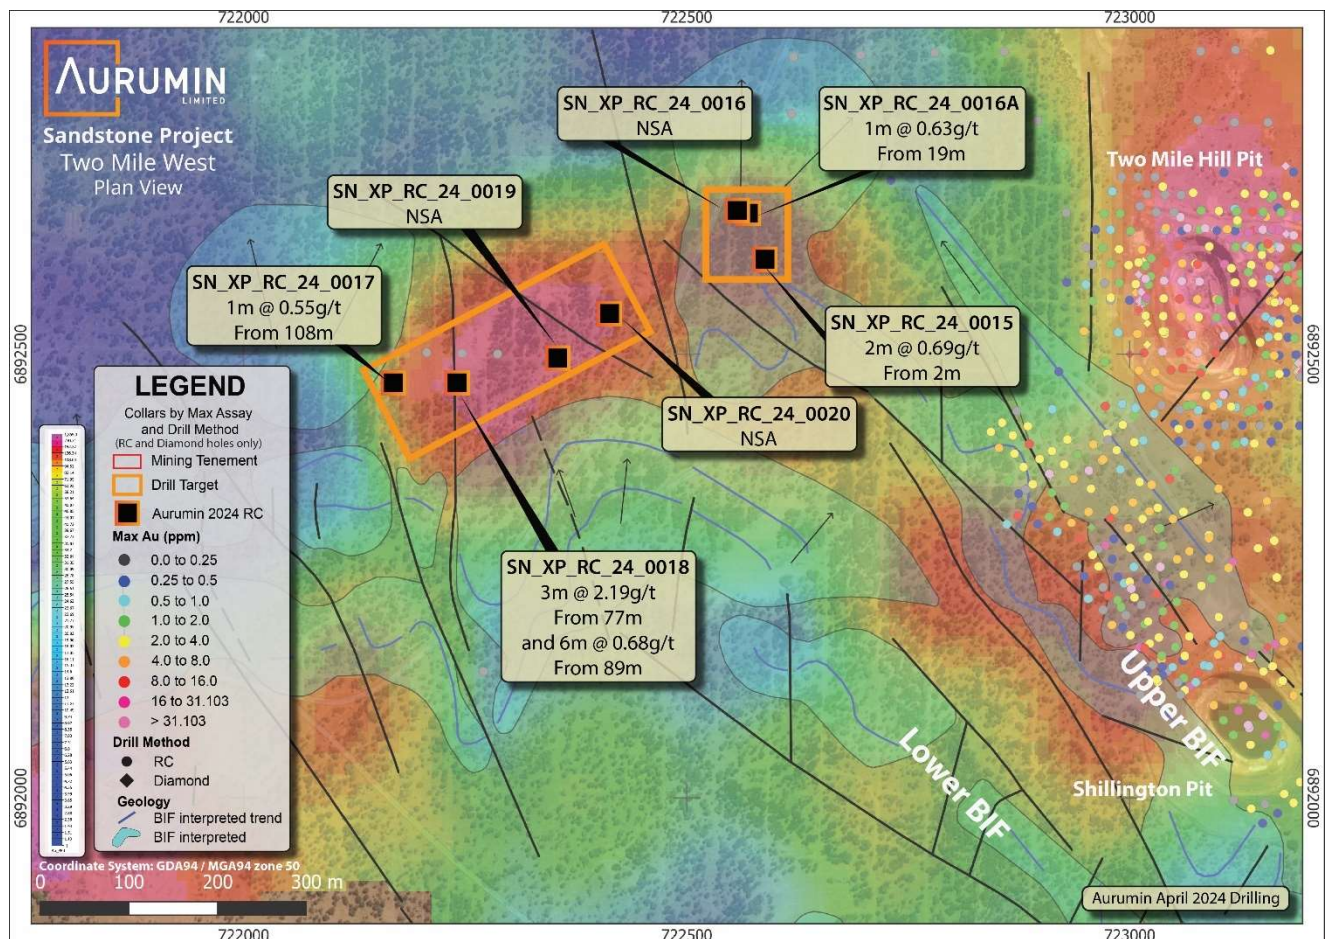 722000
722500
723000
AURUMIN
LIMITED
Sandstone Project
Two Mile West
Plan View
SN_XP_RC_24_0016
NSA
SN_XP_RC_24_0016A
1m @ 0.63g/t
From 19m
Two Mile Hill Pit
SN_XP_RC_24_0019
NSA
SN_XP_RC_24_0017
1m @ 0.55g/t
From 108m
SN_XP_RC_24_0015
2m @ 0.69g/t
From 2m
6892500
6892500
SN_XP_RC_24_0020
NSA
LEGEND
Collars by Max Assay
and Drill Method
(RC and Diamond holes only)
Mining Tenement
Drill Target
Aurumin 2024 RC
Max Au (ppm)
0.0 to 0.25
0.25 to 0.5
0.5 to 1.0
1.0 to 2.0
2.0 to 4.0
4.0 to 8.0
8.0 to 16.0
16 to 31.103
> 31.103
Drill Method
RC
Diamond
Geology
BIF interpreted trend
BIF interpreted
SN_XP_RC_24_0018
3m @ 2.19g/t
From 77m
and 6m @ 0.68g/t
From 89m
Upper BIF
Lower BIF
Shillington Pit
6892000
6892000
Coordinate System: GDA94 / MGA94 zone 50
0 100 200 300 m
Aurumin April 2024 Drilling
722000
722500
723000